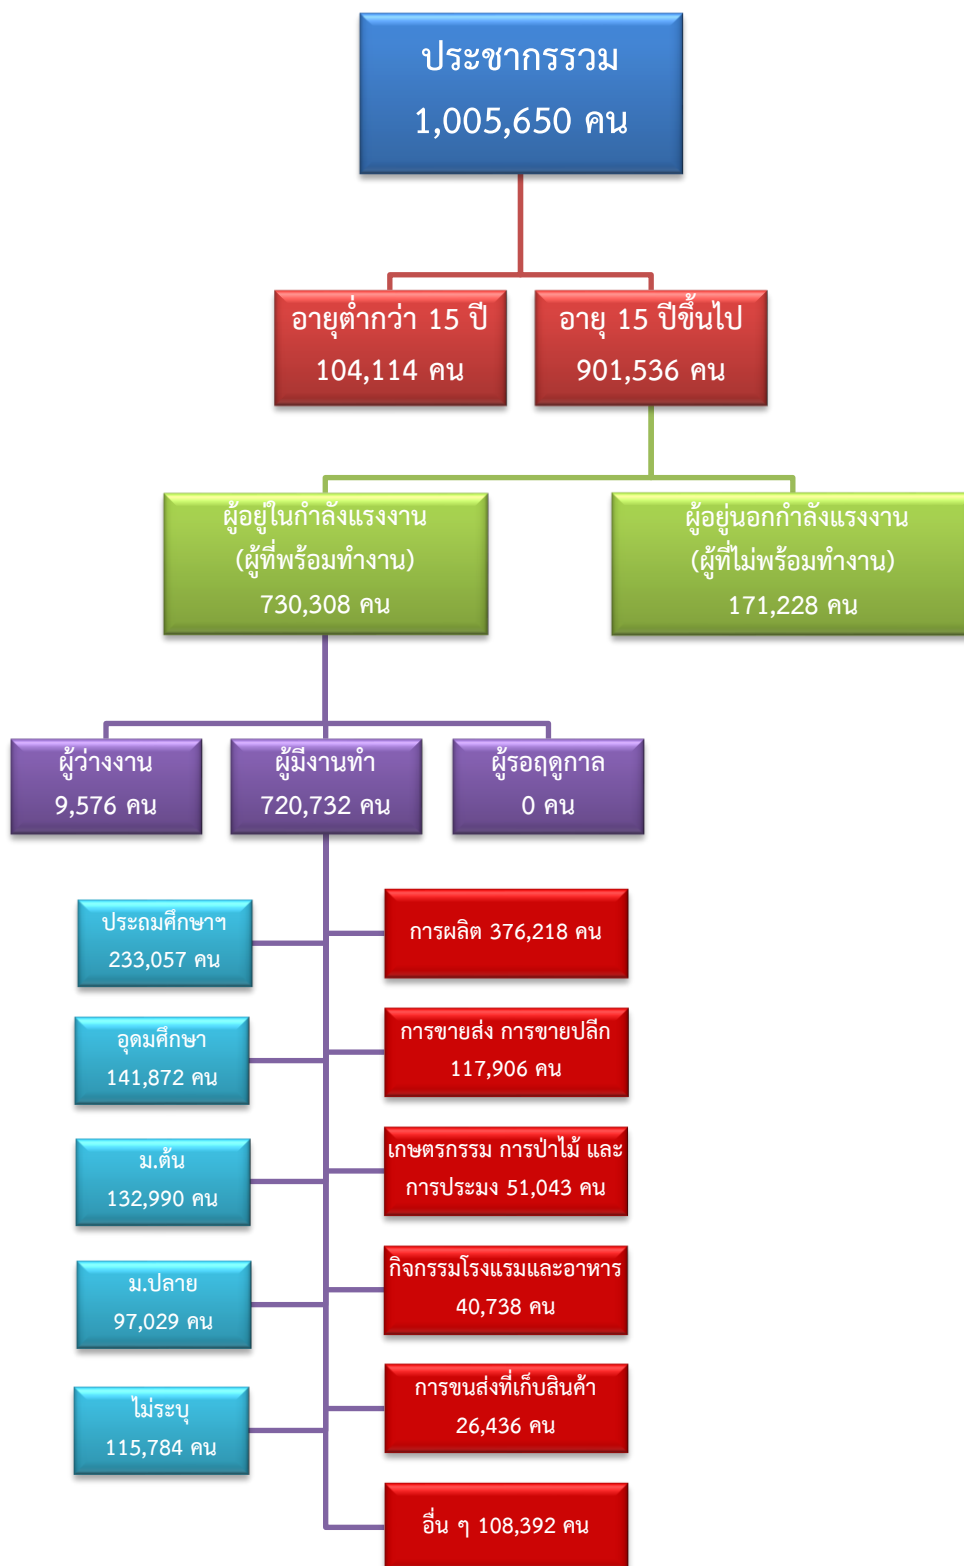 ประชากรรวม
1,005,650 คน
อายุต่ำกว่า 15 ปี
104,114 คน
อายุ 15 ปีขึ้นไป
901,536 คน
ผู้อยู่ในกำลังแรงงาน
(ผู้ที่พร้อมทำงาน)
730,308 คน
ผู้อยู่นอกกำลังแรงงาน
(ผู้ที่ไม่พร้อมทำงาน)
171,228 คน
ผู้ว่างงาน
9,576 คน
ผู้มีงานทำ
720,732 คน
ผู้รอฤดูกาล
0 คน
ประถมศึกษาฯ
233,057 คน
อุดมศึกษา
141,872 คน
ม.ต้น
132,990 คน
ม.ปลาย
97,029 คน
ไม่ระบุ
115,784 คน
การผลิต 376,218 คน
การขายส่ง การขายปลีก
117,906 คน
เกษตรกรรม การป่าไม้ และ
การประมง 51,043 คน
กิจกรรมโรงแรมและอาหาร
40,738 คน
การขนส่งที่เก็บสินค้า
26,436 คน
อื่น ๆ 108,392 คน